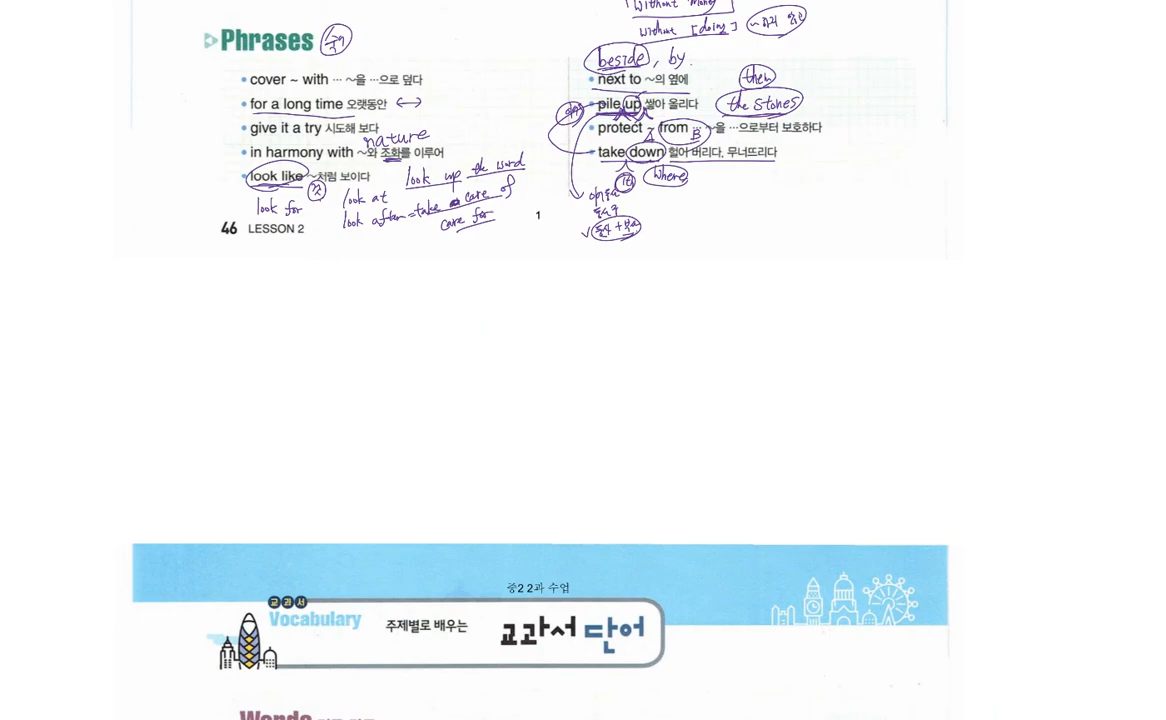 without money
without [doing] ~하지 않고
Phrases 숙어
beside, by
cover ~ with … ~을 …으로 덮다
next to ~의 옆에
them
for a long time 오랫동안 ↔
pile up 쌓아 올리다
the stones
give it a try 시도해 보다
protect ~ from … ~을 …으로부터 보호하다
A B
nature
in harmony with ~와 조화를 이루어
take down 헐어 버리다, 무너뜨리다
look up the word
look like ~처럼 보이다
where
look at
look for
look after = take care of
care for
동사 + 부사
46 LESSON 2
1
중2 2과 수업
교과서
Vocabulary
주제별로 배우는
교과서 단어
Words